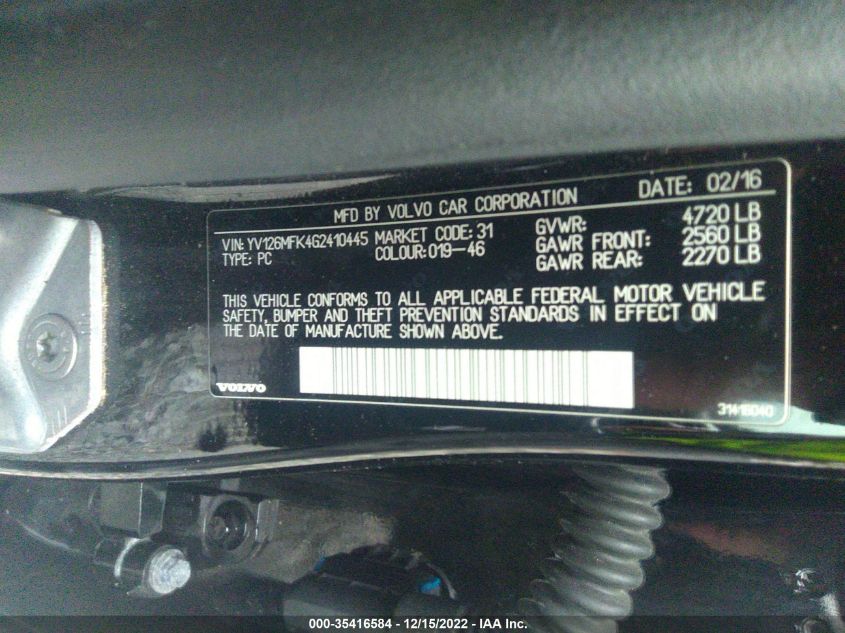 MFD BY VOLVO CAR CORPORATION DATE: 02/16
VIN: YV126MFK4G2410445 MARKET CODE: 31 GVWR: 4720 LB
TYPE: PC COLOUR: 019-46 GAWR FRONT: 2560 LB
GAWR REAR: 2270 LB
THIS VEHICLE CONFORMS TO ALL APPLICABLE FEDERAL MOTOR VEHICLE
SAFETY, BUMPER AND THEFT PREVENTION STANDARDS IN EFFECT ON
THE DATE OF MANUFACTURE SHOWN ABOVE.
VOLVO
31416040
000-35416584 - 12/15/2022 - IAA Inc.